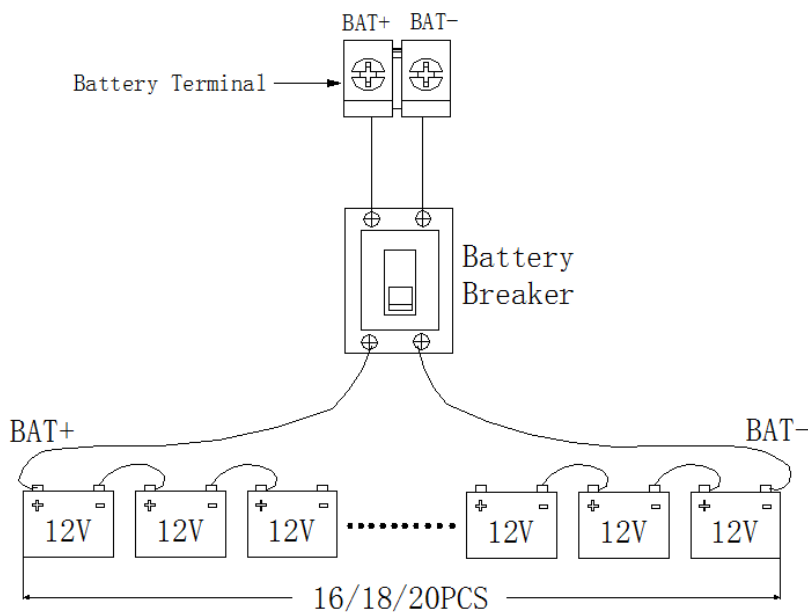 BAT+ BAT-
Battery Terminal
Battery
Breaker
BAT+ BAT-
+ - + - + - + - + - + -
12V 12V 12V 12V 12V 12V
16/18/20PCS